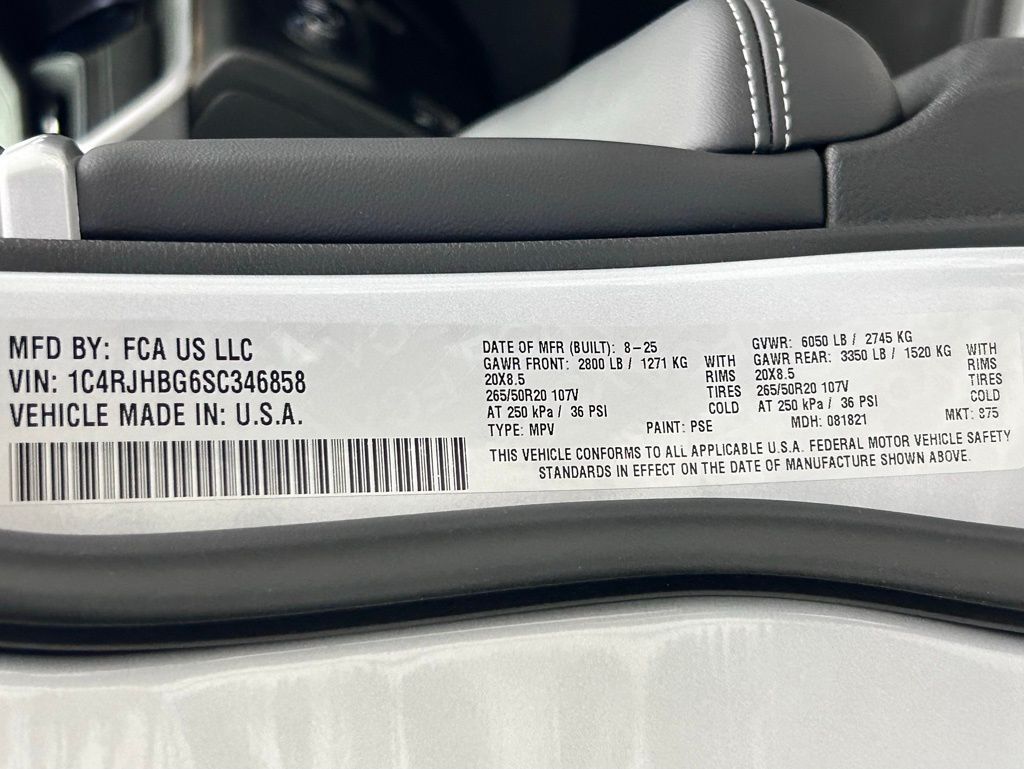 MFD BY: FCA US LLC
VIN: 1C4RJHBG6SC346858
VEHICLE MADE IN: U.S.A.
DATE OF MFR (BUILT): 8-25
GVWR: 6050 LB / 2745 KG
GAWR FRONT: 2800 LB / 1271 KG WITH
20X8.5 RIMS
265/50R20 107V TIRES
AT 250 kPa / 36 PSI COLD
GAWR REAR: 3350 LB / 1520 KG WITH
20X8.5 RIMS
265/50R20 107V TIRES
AT 250 kPa / 36 PSI COLD
TYPE: MPV PAINT: PSE MDH: 081821 MKT: 875
THIS VEHICLE CONFORMS TO ALL APPLICABLE U.S.A. FEDERAL MOTOR VEHICLE SAFETY
STANDARDS IN EFFECT ON THE DATE OF MANUFACTURE SHOWN ABOVE.